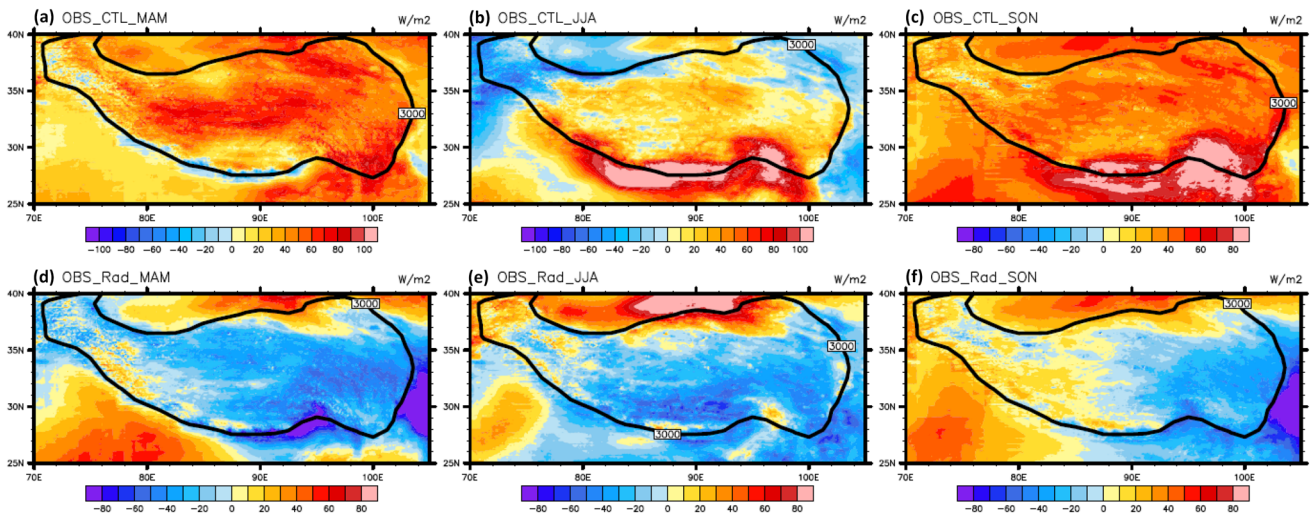 (a) OBS_CTL_MAM W/m2 (b) OBS_CTL_JJA W/m2 (c) OBS_CTL_SON W/m2
40N 40N 40N
3000
35N 35N 35N
3000 3000
30N 30N 30N
25N 25N 25N
70E 80E 90E 100E 70E 80E 90E 100E 70E 80E 90E 100E
-100 -80 -60 -40 -20 0 20 40 60 80 100 -100 -80 -60 -40 -20 0 20 40 60 80 100 -80 -60 -40 -20 0 20 40 60 80
(d) OBS_Rad_MAM W/m2 (e) OBS_Rad_JJA W/m2 (f) OBS_Rad_SON W/m2
40N 40N 40N
3000 3000
35N 35N 35N
3000
30N 30N 30N
3000
25N 25N 25N
70E 80E 90E 100E 70E 80E 90E 100E 70E 80E 90E 100E
-80 -60 -40 -20 0 20 40 60 80 -80 -60 -40 -20 0 20 40 60 80 -80 -60 -40 -20 0 20 40 60 80